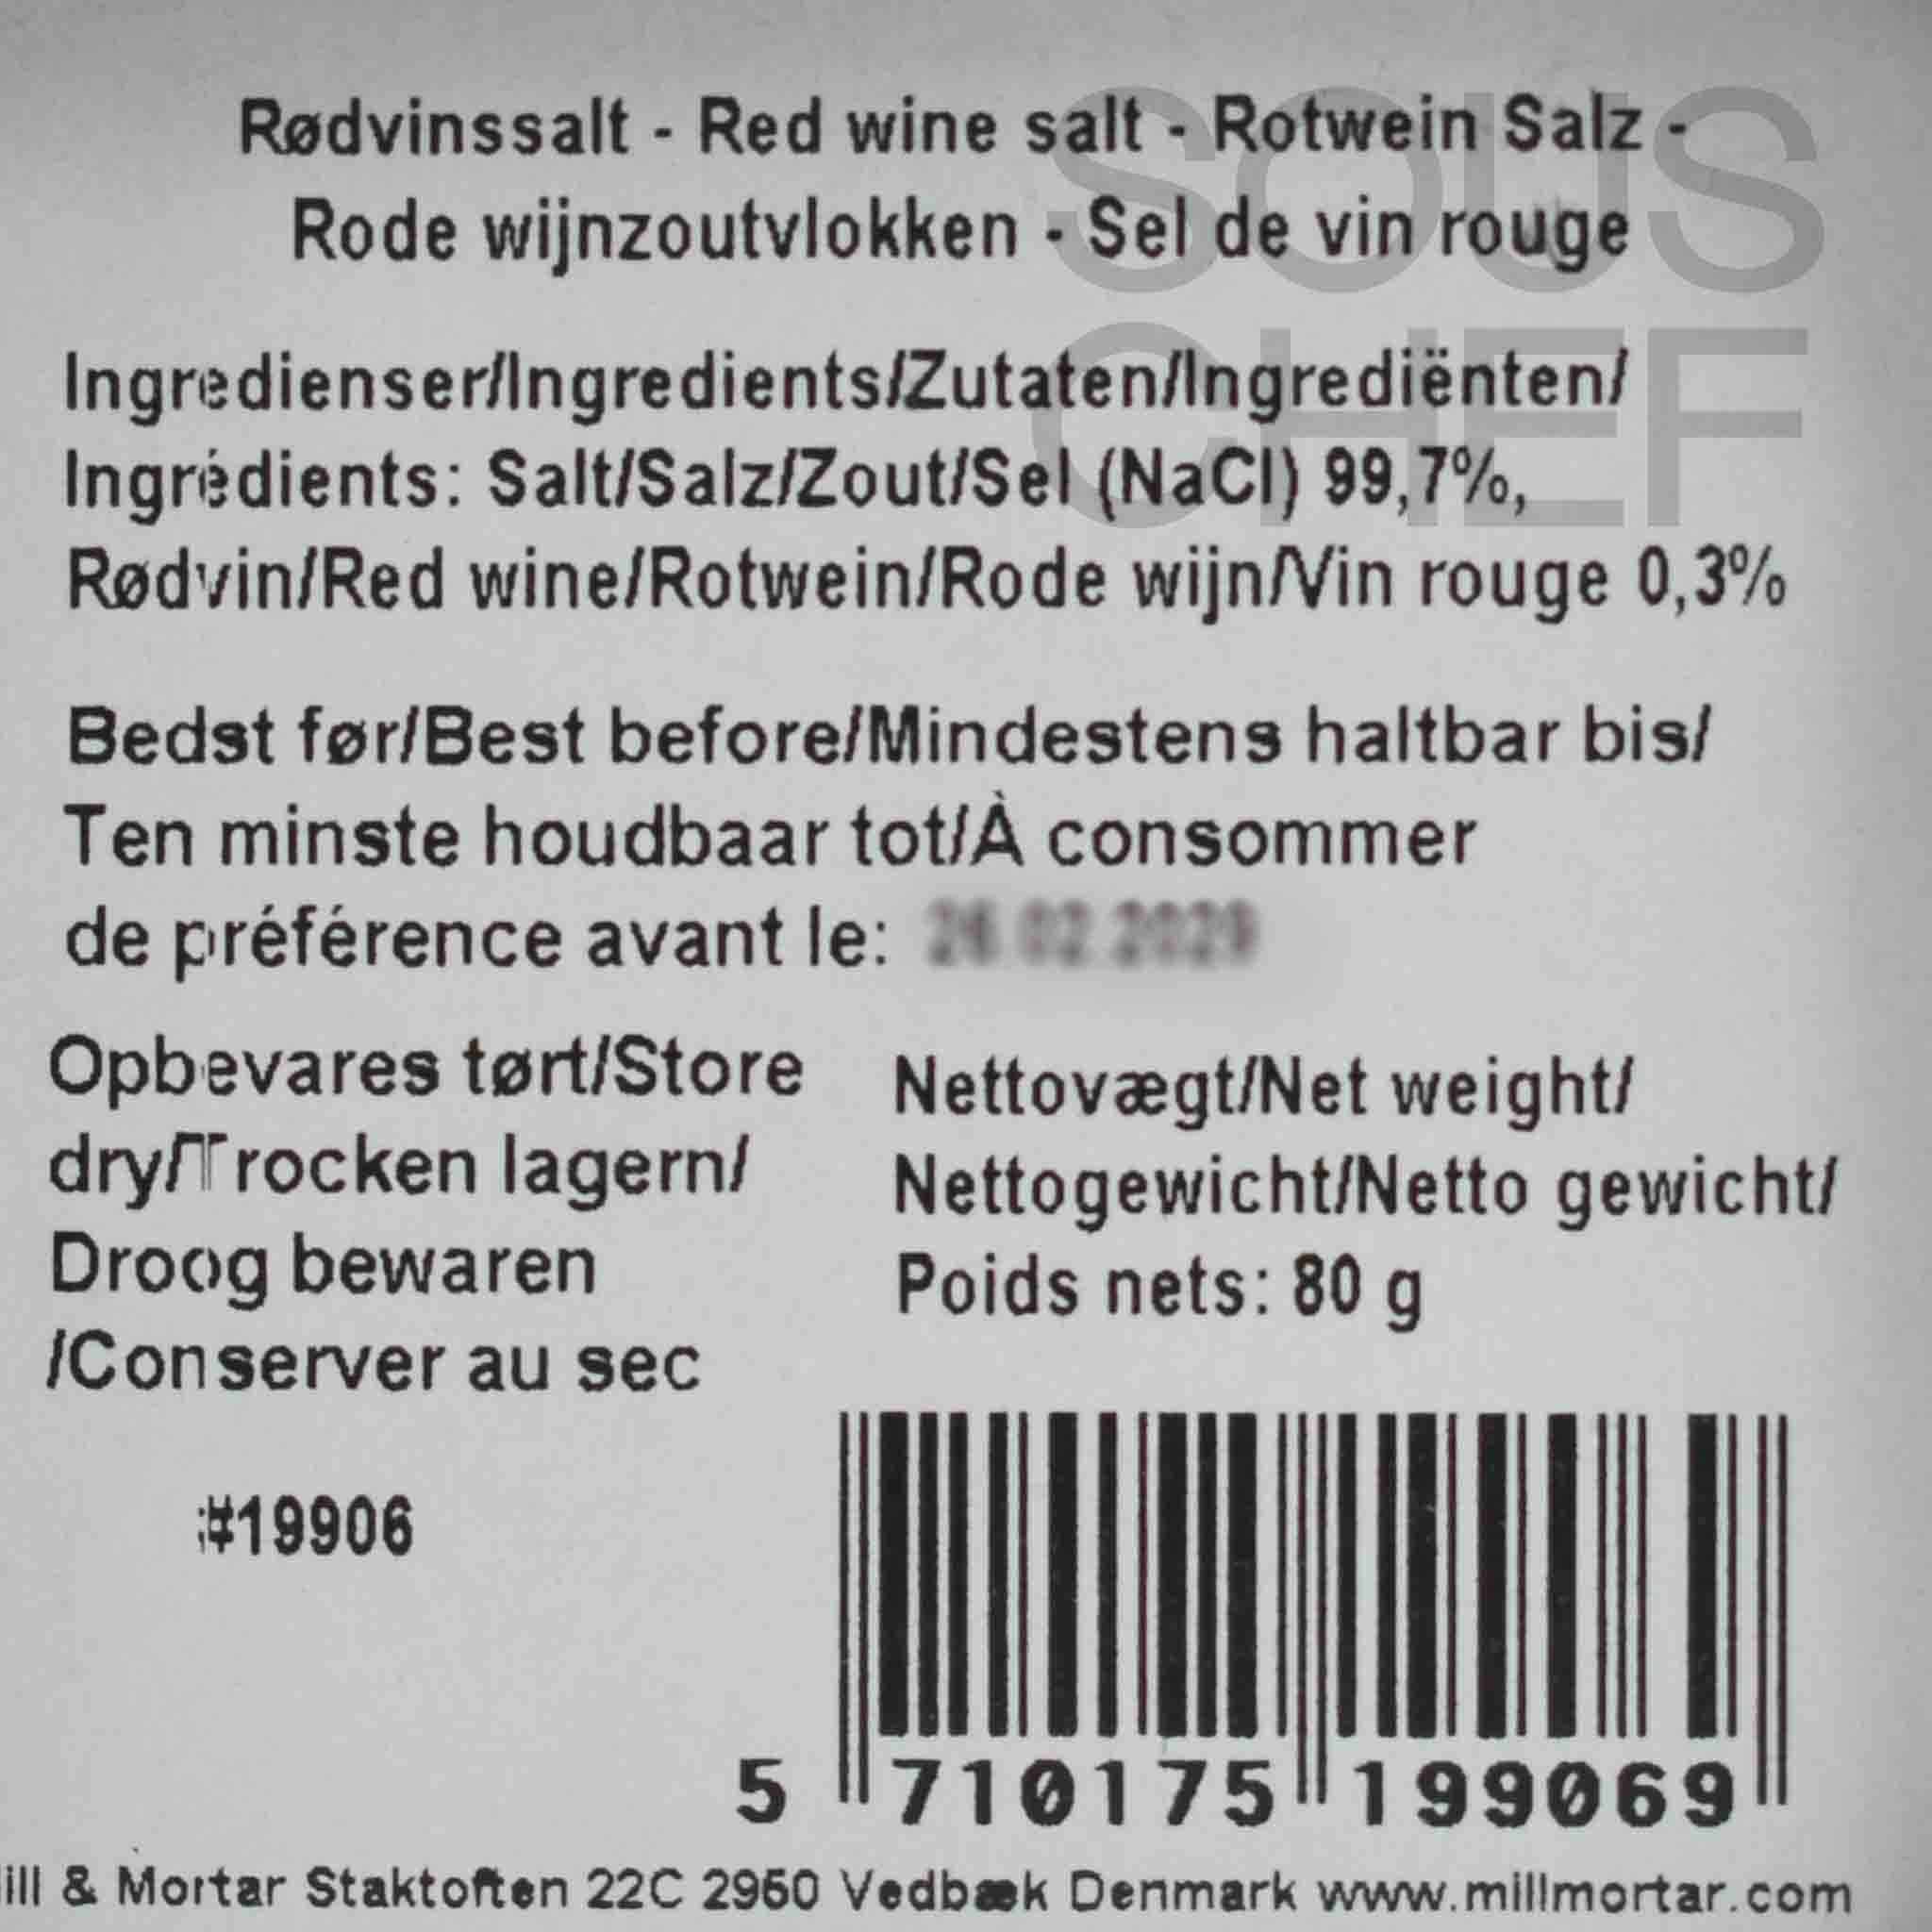 SOUS
CHEF
Rødvinssalt - Red wine salt - Rotwein Salz -
Rode wijnzoutvlokken - Sel de vin rouge
Ingredienser/Ingredients/Zutaten/Ingrediënten/
Ingrédients: Salt/Salz/Zout/Sel (NaCl) 99,7%,
Rødvin/Red wine/Rotwein/Rode wijn/Vin rouge 0,3%
Bedst før/Best before/Mindestens haltbar bis/
Ten minste houdbaar tot/À consommer
de préférence avant le:
Opbevares tørt/Store
dry/Trocken lagern/
Droog bewaren
/Conserver au sec
Nettovægt/Net weight/
Nettogewicht/Netto gewicht/
Poids nets: 80 g
#19906
5 710175 199069
ill & Mortar Staktoften 22C 2950 Vedbæk Denmark www.millmortar.com